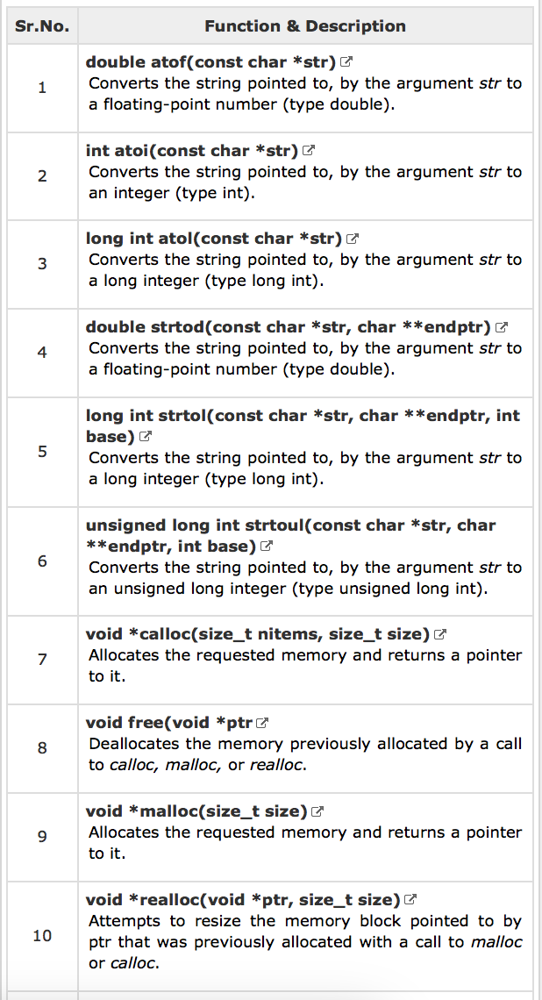 Sr.No. Function & Description
double atof(const char *str)
1
Converts the string pointed to, by the argument str to
a floating-point number (type double).
int atoi(const char *str)
2
Converts the string pointed to, by the argument str to
an integer (type int).
long int atol(const char *str)
3
Converts the string pointed to, by the argument str to
a long integer (type long int).
double strtod(const char *str, char **endptr)
4
Converts the string pointed to, by the argument str to
a floating-point number (type double).
long int strtol(const char *str, char **endptr, int
base)
5
Converts the string pointed to, by the argument str to
a long integer (type long int).
unsigned long int strtoul(const char *str, char
**endptr, int base)
6
Converts the string pointed to, by the argument str to
an unsigned long integer (type unsigned long int).
void *calloc(size_t nitems, size_t size)
7
Allocates the requested memory and returns a pointer
to it.
void free(void *ptr
8
Deallocates the memory previously allocated by a call
to calloc, malloc, or realloc.
void *malloc(size_t size)
9
Allocates the requested memory and returns a pointer
to it.
void *realloc(void *ptr, size_t size)
10
Attempts to resize the memory block pointed to by
ptr that was previously allocated with a call to malloc
or calloc.